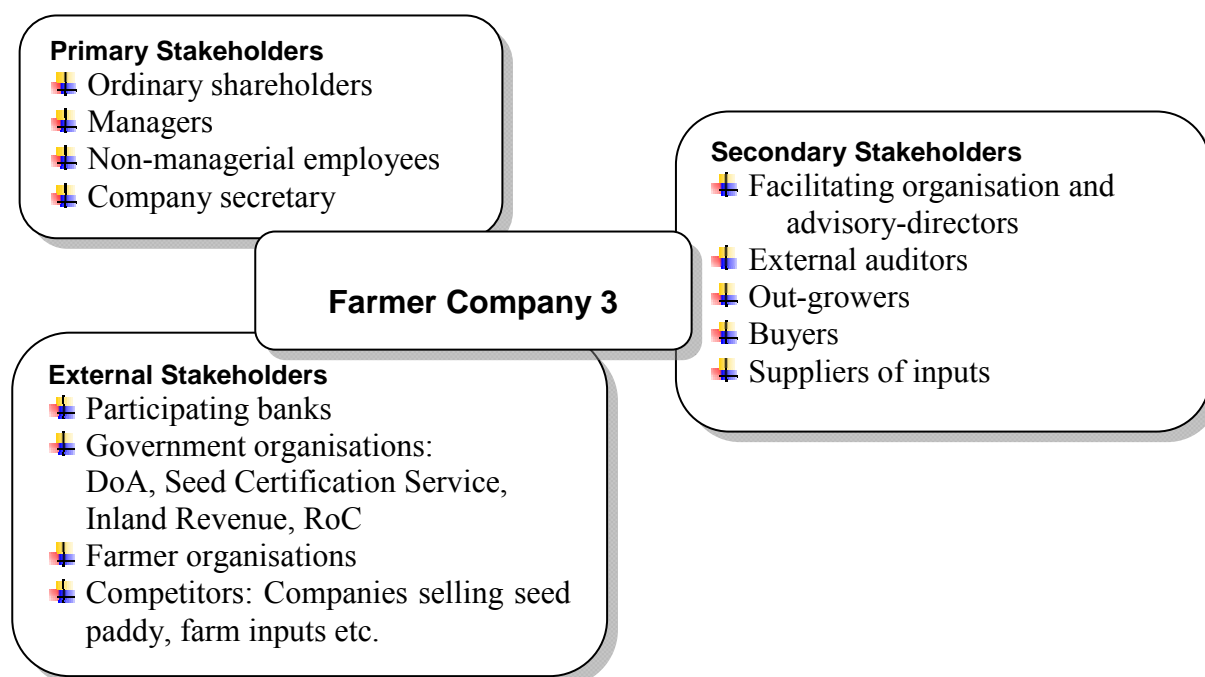 Primary Stakeholders
Ordinary shareholders
Managers
Non-managerial employees
Company secretary
Secondary Stakeholders
Facilitating organisation and
advisory-directors
External auditors
Out-growers
Buyers
Suppliers of inputs
Farmer Company 3
External Stakeholders
Participating banks
Government organisations:
DoA, Seed Certification Service,
Inland Revenue, RoC
Farmer organisations
Competitors: Companies selling seed
paddy, farm inputs etc.